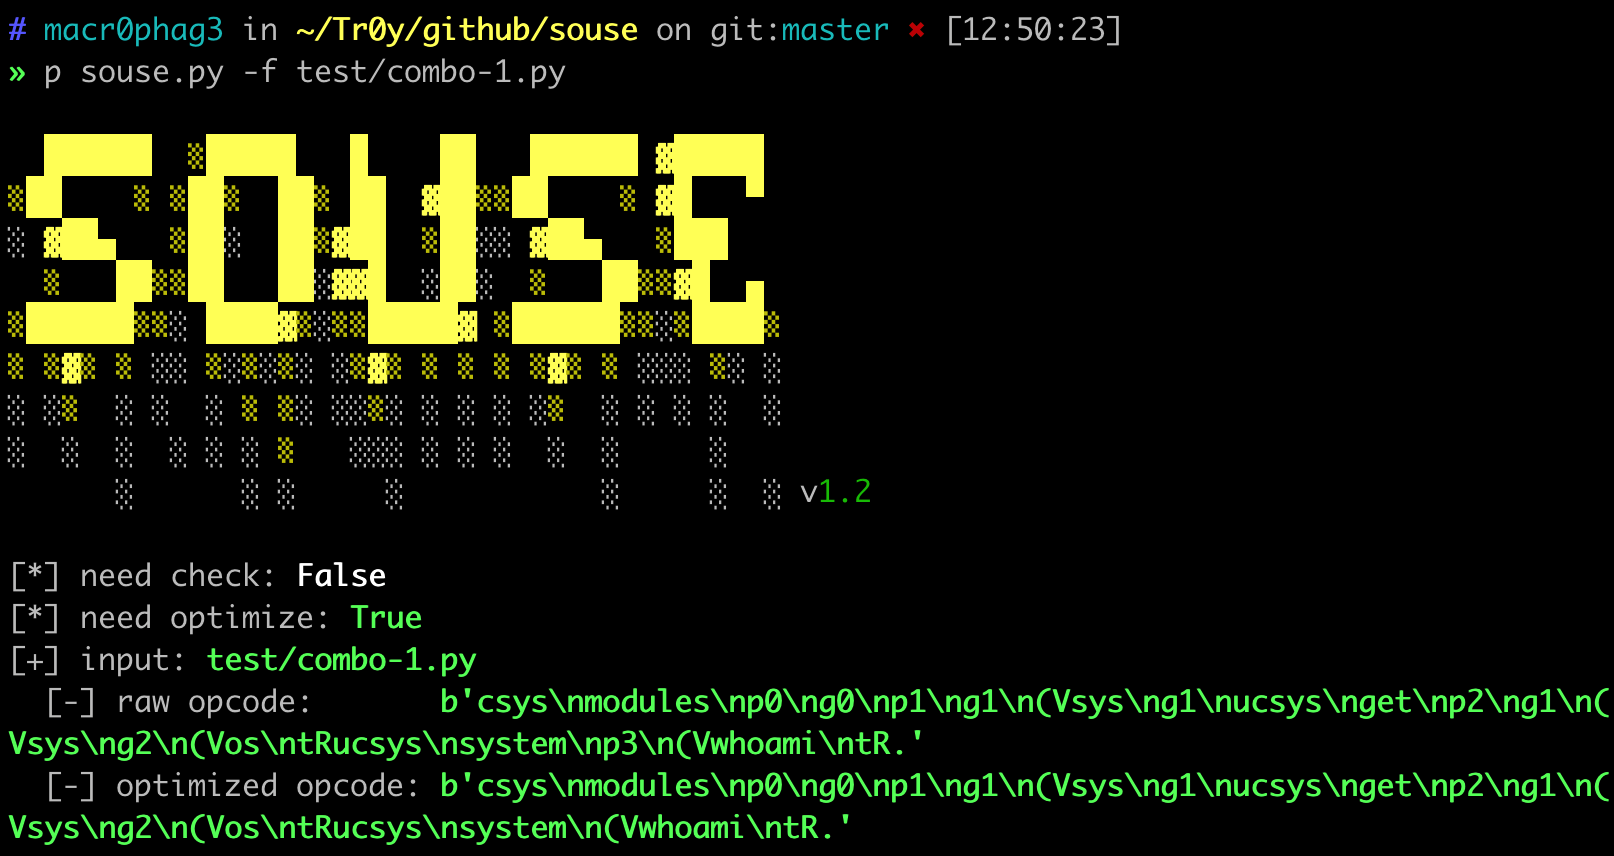 # macr0phag3 in ~/Tr0y/github/souse on git:master ✖ [12:50:23]
» p souse.py -f test/combo-1.py
SOUSE
v1.2
[*] need check: False
[*] need optimize: True
[+] input: test/combo-1.py
[-] raw opcode: b'csys\nmodules\np0\ng0\np1\ng1\n(Vsys\ng1\nucsys\nget\np2\ng1\n(
Vsys\ng2\n(Vos\ntRucsys\nsystem\np3\n(Vwhoami\ntR.'
[-] optimized opcode: b'csys\nmodules\np0\ng0\np1\ng1\n(Vsys\ng1\nucsys\nget\np2\ng1\n(
Vsys\ng2\n(Vos\ntRucsys\nsystem\n(Vwhoami\ntR.'